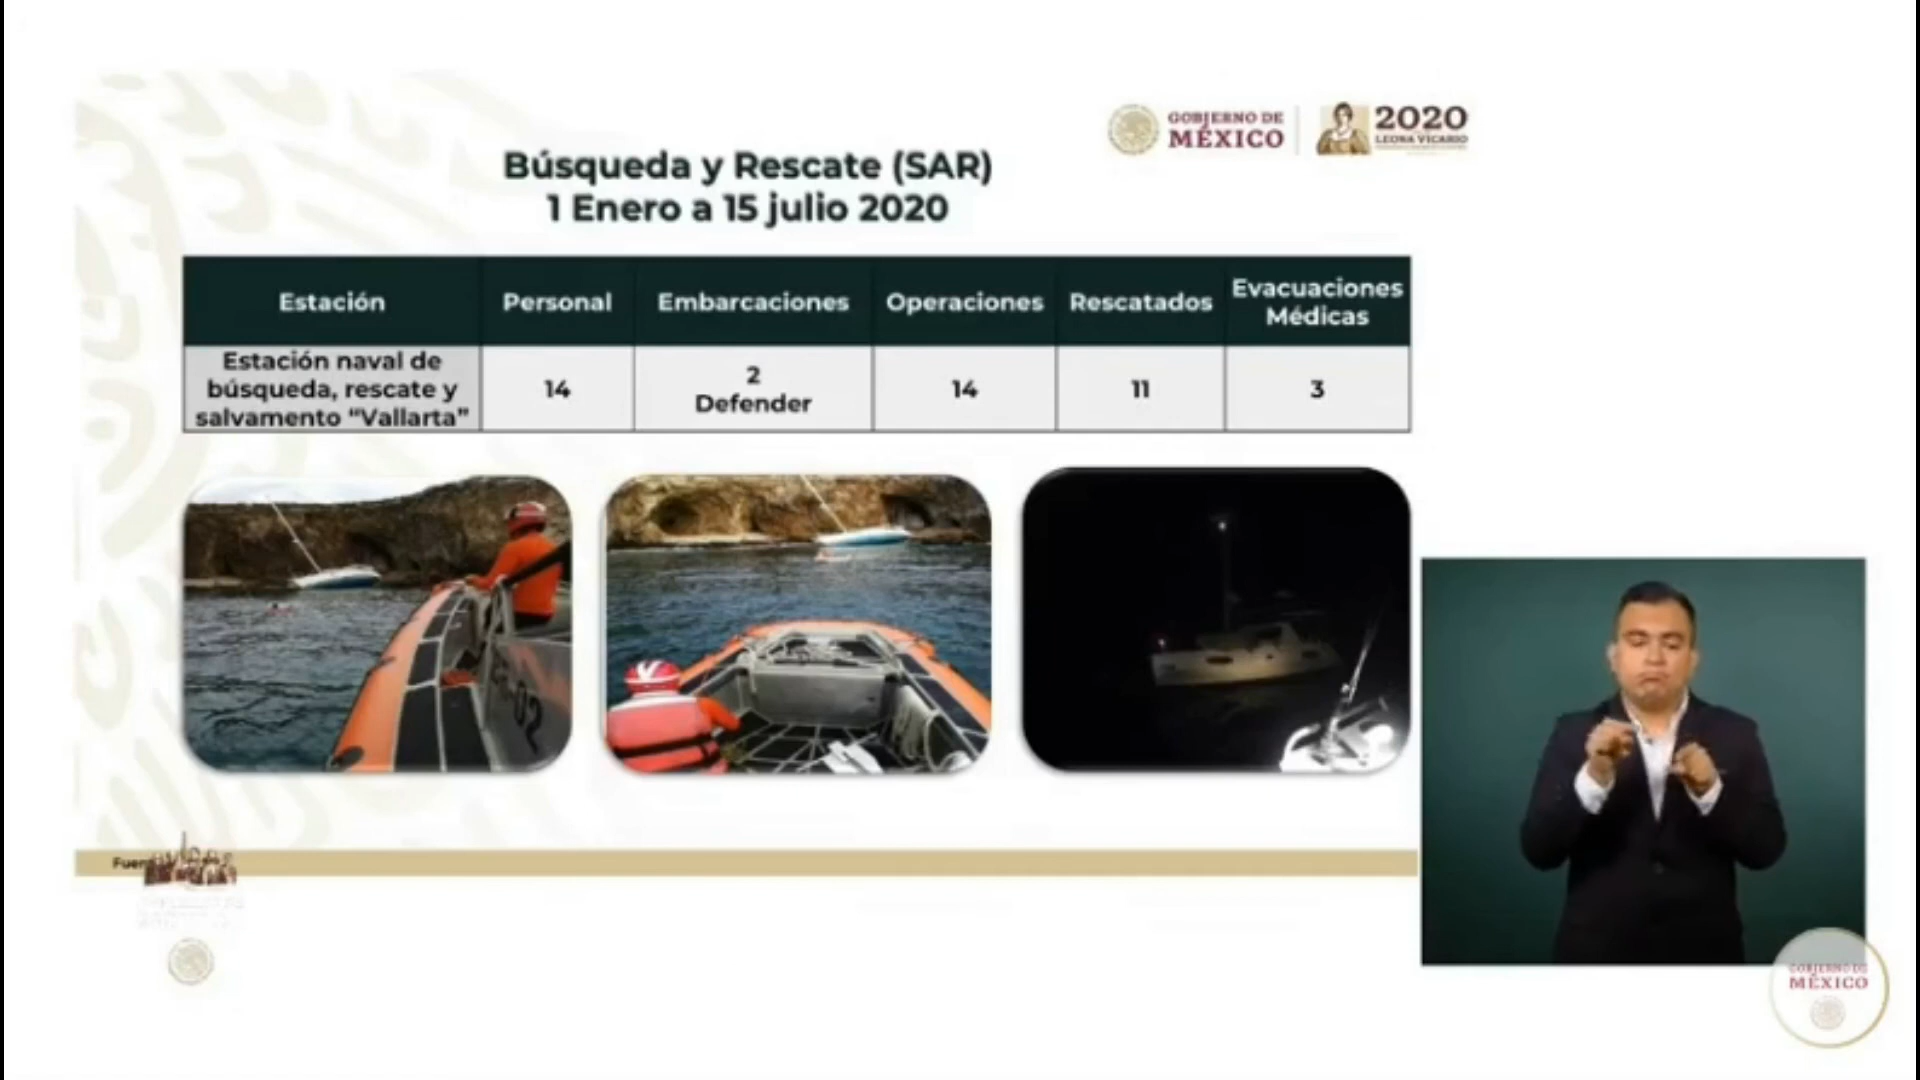 GOBIERNO DE
MÉXICO
2020
LEONA VICARIO
Búsqueda y Rescate (SAR)
1 Enero a 15 julio 2020
Estación
Personal
Embarcaciones
Operaciones
Rescatados
Evacuaciones
Médicas
Estación naval de
búsqueda, rescate y
salvamento “Vallarta”
14
2
Defender
14
11
3
GOBIERNO DE
MÉXICO